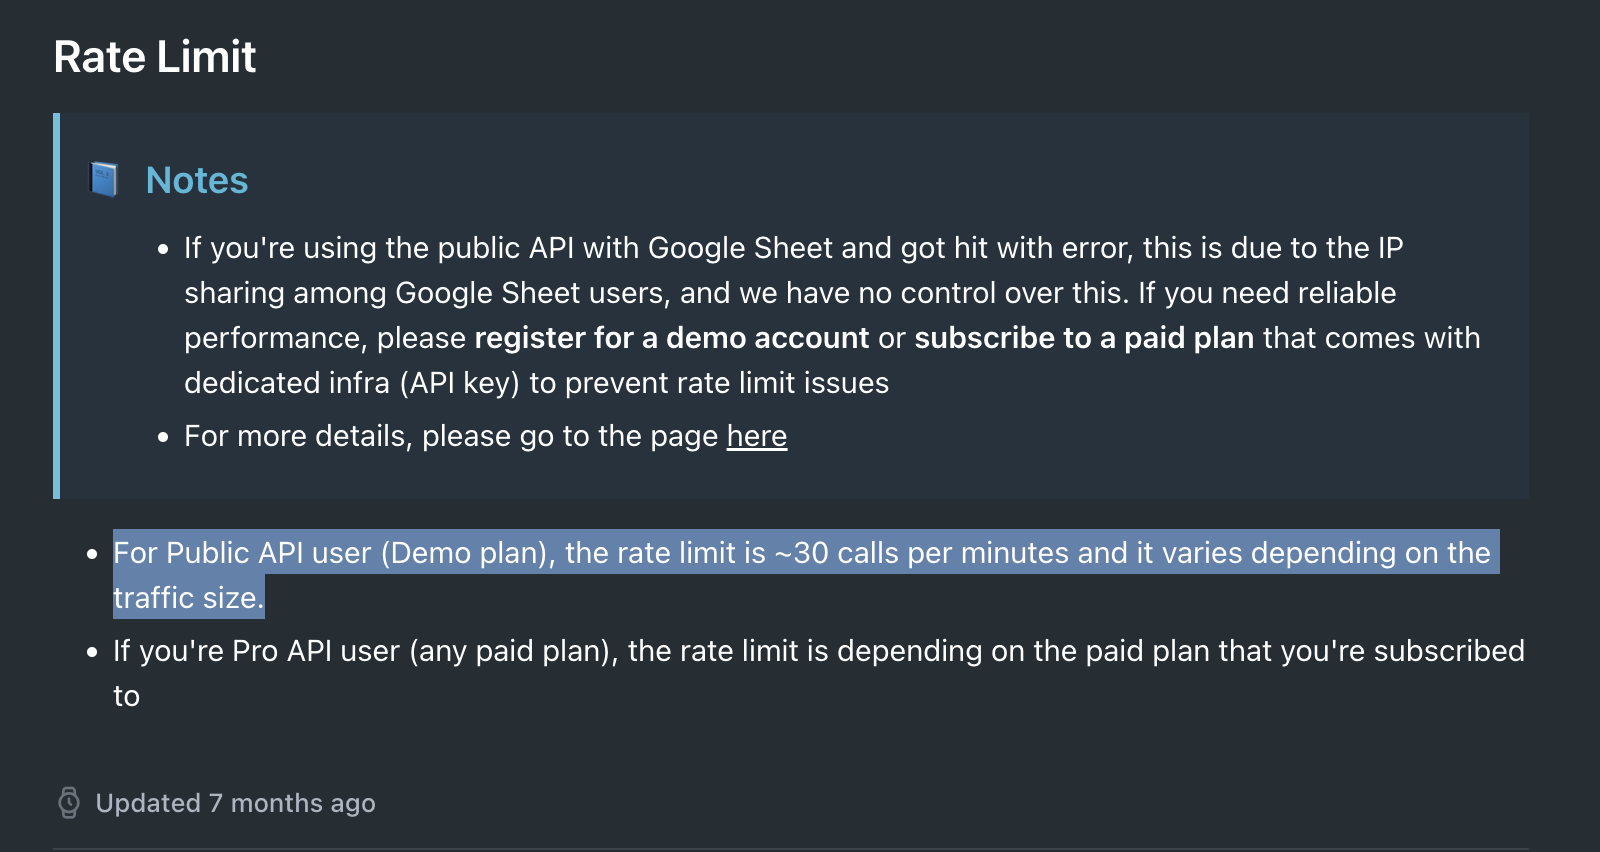 Rate Limit
Notes
If you're using the public API with Google Sheet and got hit with error, this is due to the IP
sharing among Google Sheet users, and we have no control over this. If you need reliable
performance, please register for a demo account or subscribe to a paid plan that comes with
dedicated infra (API key) to prevent rate limit issues
For more details, please go to the page here
For Public API user (Demo plan), the rate limit is ~30 calls per minutes and it varies depending on the
traffic size.
If you're Pro API user (any paid plan), the rate limit is depending on the paid plan that you're subscribed
to
Updated 7 months ago